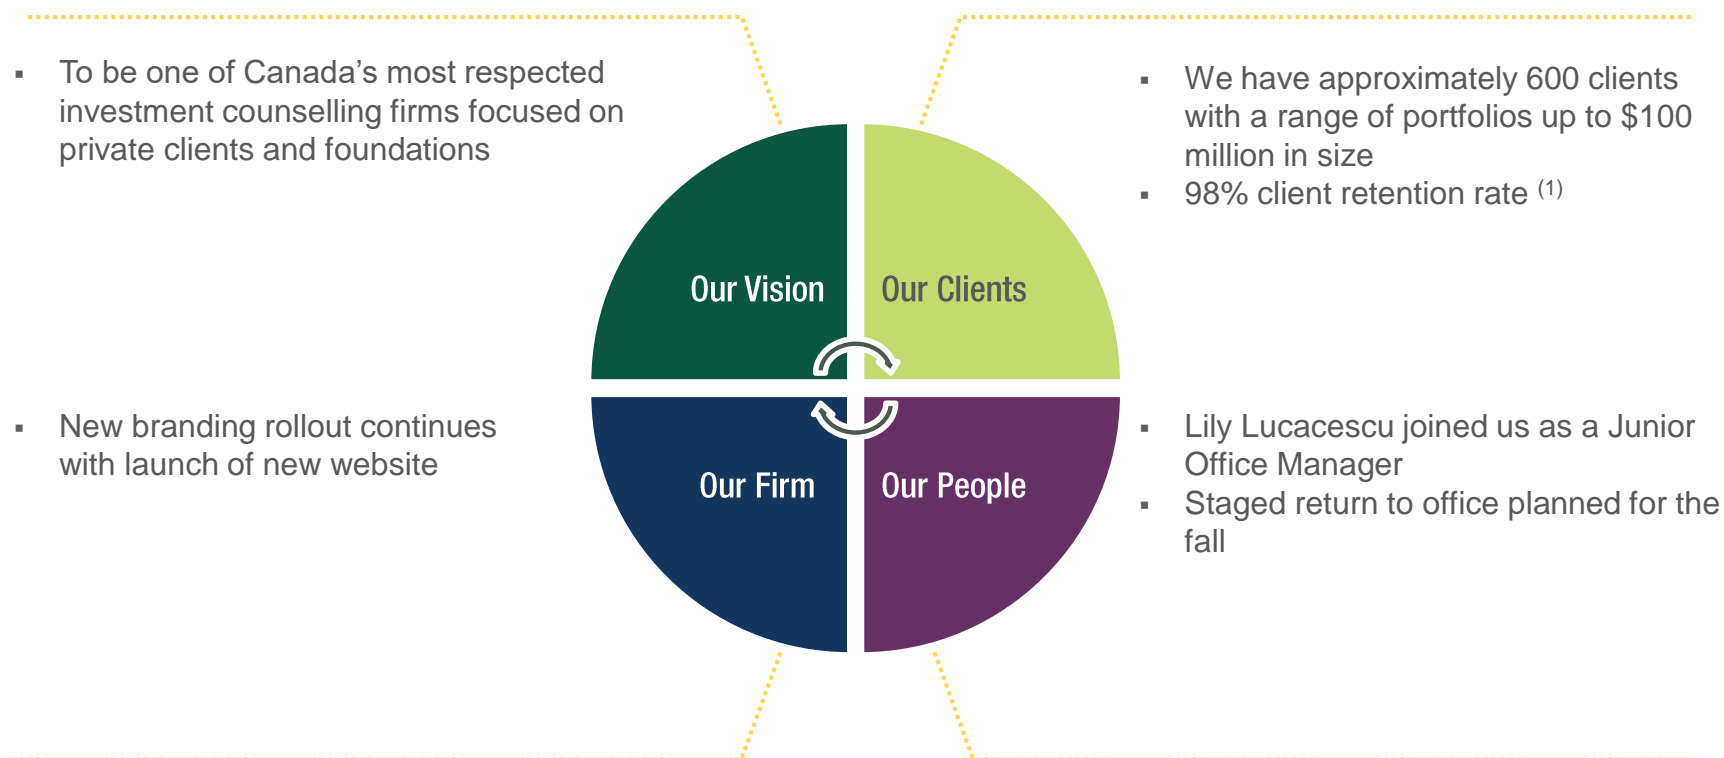 ▪ To be one of Canada’s most respected
investment counselling firms focused on
private clients and foundations
▪ We have approximately 600 clients
with a range of portfolios up to $100
million in size
▪ 98% client retention rate (1)
Our Vision
Our Clients
▪ New branding rollout continues
with launch of new website
▪ Lily Lucacescu joined us as a Junior
Office Manager
▪ Staged return to office planned for the
fall
Our Firm
Our People